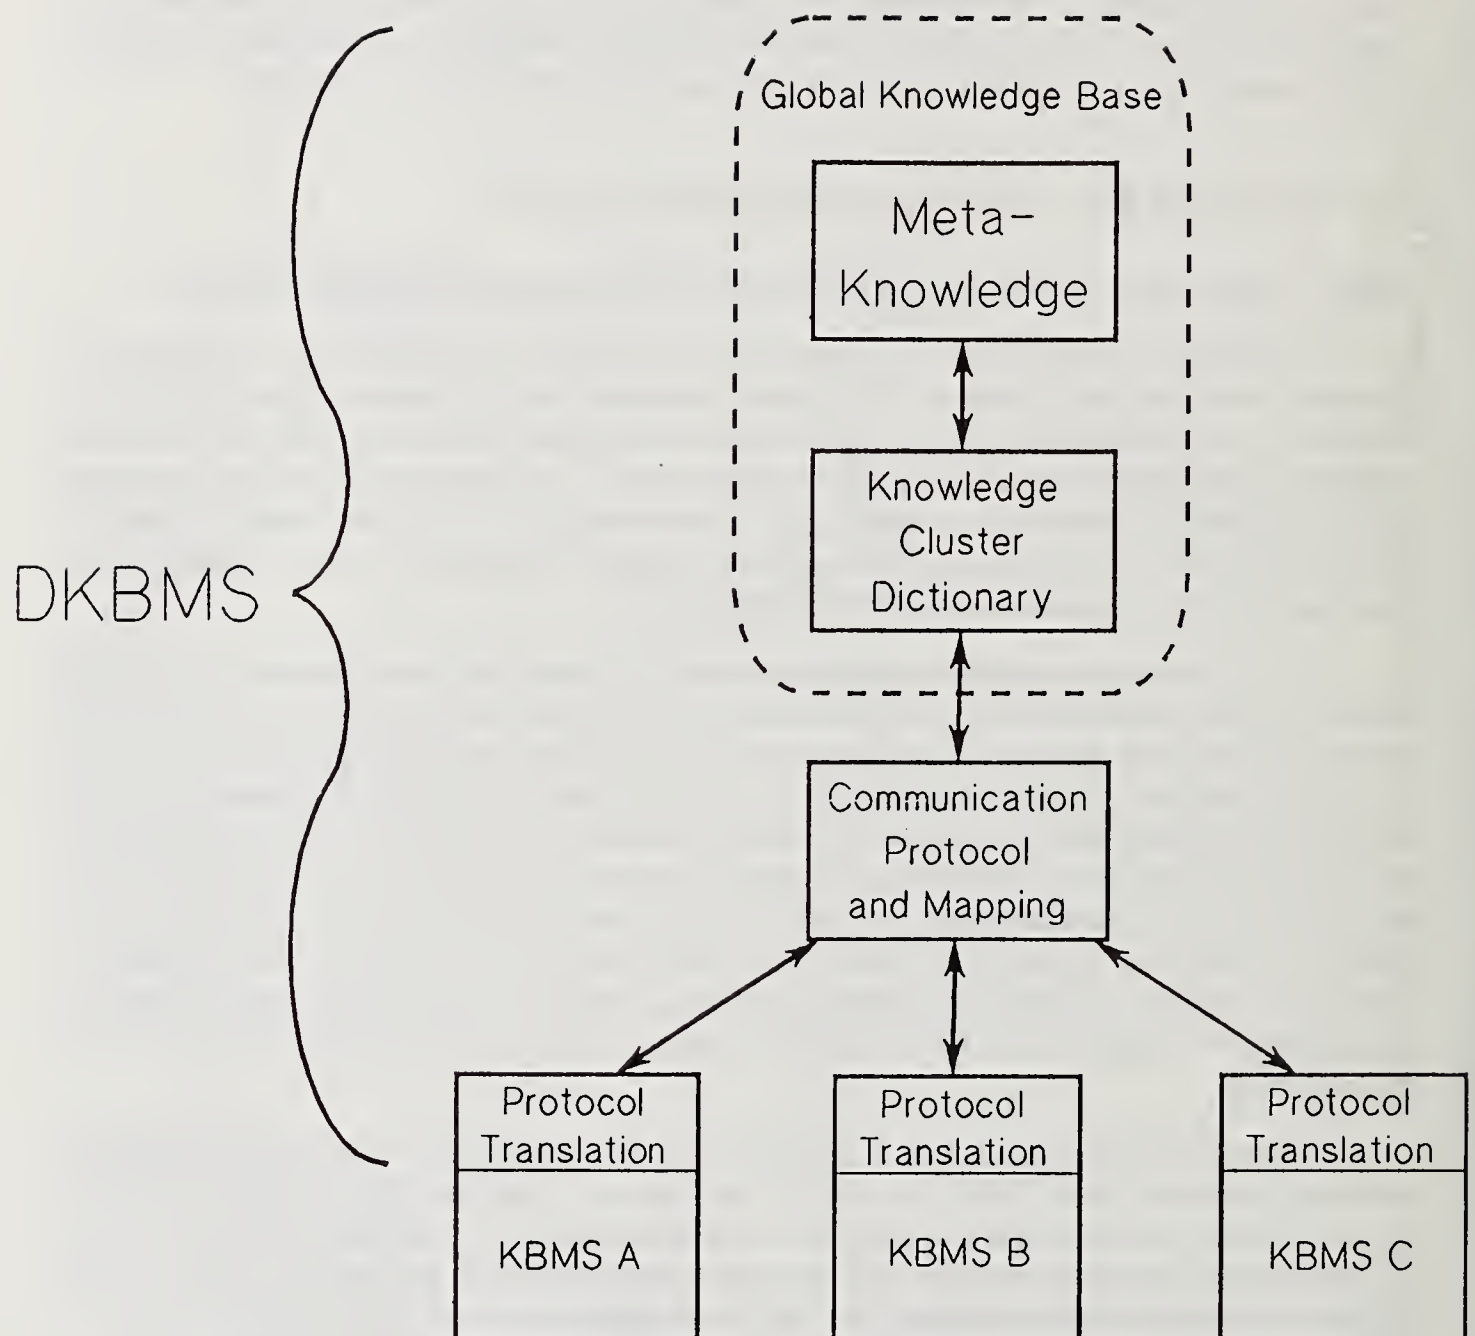 Global Knowledge Base
Meta-
Knowledge
Knowledge
Cluster
Dictionary
DKBMS
Communication
Protocol
and Mapping
Protocol
Translation
KBMS A
Protocol
Translation
KBMS B
Protocol
Translation
KBMS C